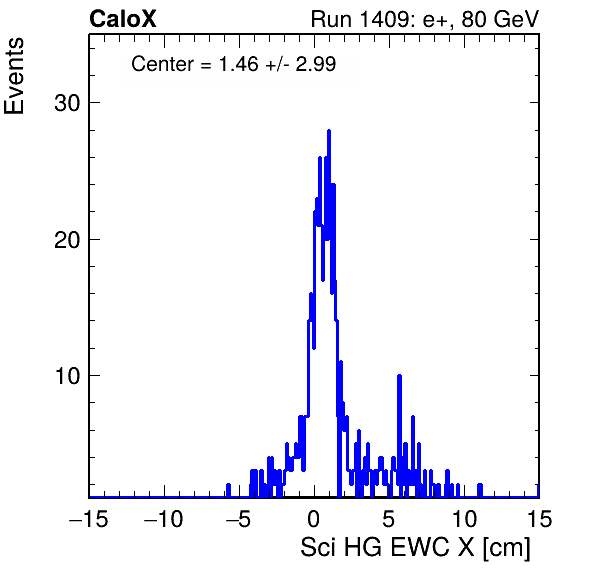 CaloX
Run 1409: e+, 80 GeV
Events
Center = 1.46 +/- 2.99
30
20
10
−15 −10 −5 0 5 10 15
Sci HG EWC X [cm]